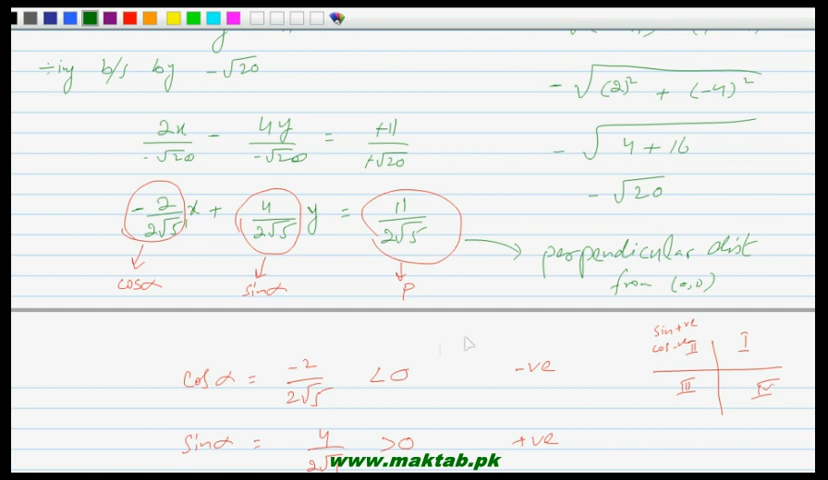 ÷ing b/s by -√20
- √((2)² + (-4)²)
2x/-√20 - 4y/-√20 = +11/+√20
- √(4 + 16)
- √20
-2/2√5 x + 4/2√5 y = 11/2√5
perpendicular dist
from (0,0)
cosα sinα P
sin +ve
cos -ve II I
III IV
cosα = -2/2√5 <0 -ve
sinα = 4/2√5 >0 +ve
www.maktab.pk